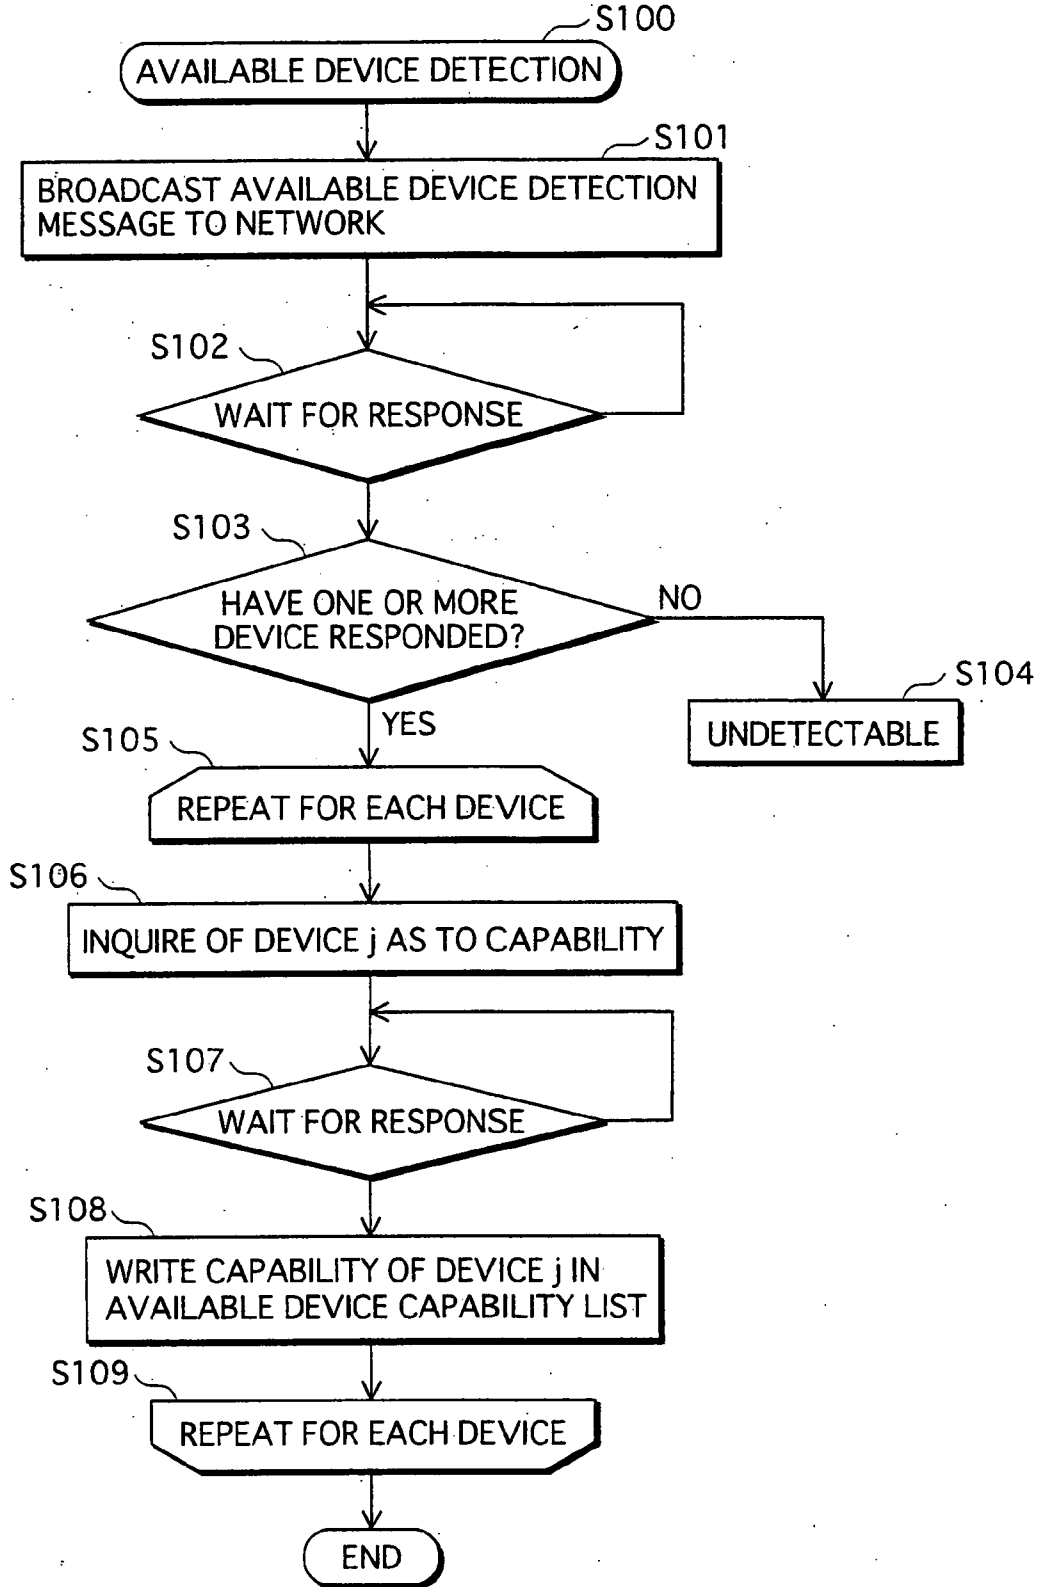 S100
AVAILABLE DEVICE DETECTION
S101
BROADCAST AVAILABLE DEVICE DETECTION
MESSAGE TO NETWORK
S102
WAIT FOR RESPONSE
S103
HAVE ONE OR MORE
DEVICE RESPONDED?
NO
S104
UNDETECTABLE
YES
S105
REPEAT FOR EACH DEVICE
S106
INQUIRE OF DEVICE j AS TO CAPABILITY
S107
WAIT FOR RESPONSE
S108
WRITE CAPABILITY OF DEVICE j IN
AVAILABLE DEVICE CAPABILITY LIST
S109
REPEAT FOR EACH DEVICE
END